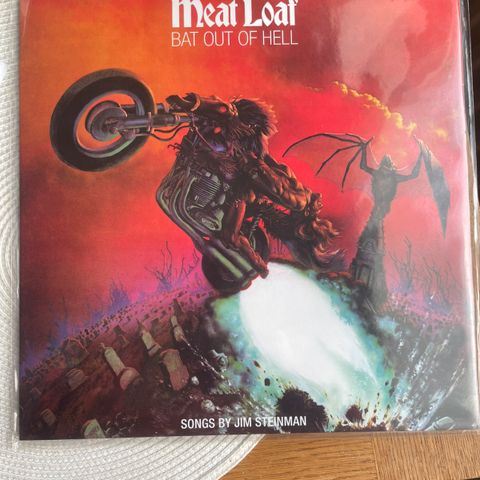 Meat Loaf
BAT OUT OF HELL
SONGS BY JIM STEINMAN